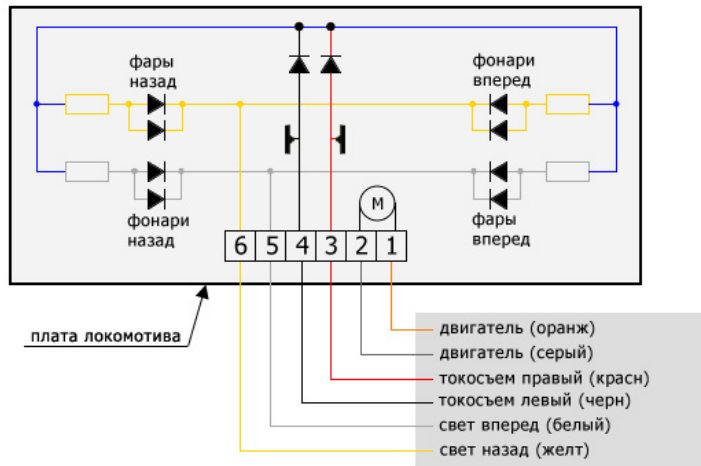 фары
назад
фонари
вперед
фонари
назад
М
фары
вперед
6 5 4 3 2 1
плата локомотива
двигатель (оранж)
двигатель (серый)
токосъем правый (красн)
токосъем левый (черн)
свет вперед (белый)
свет назад (желт)